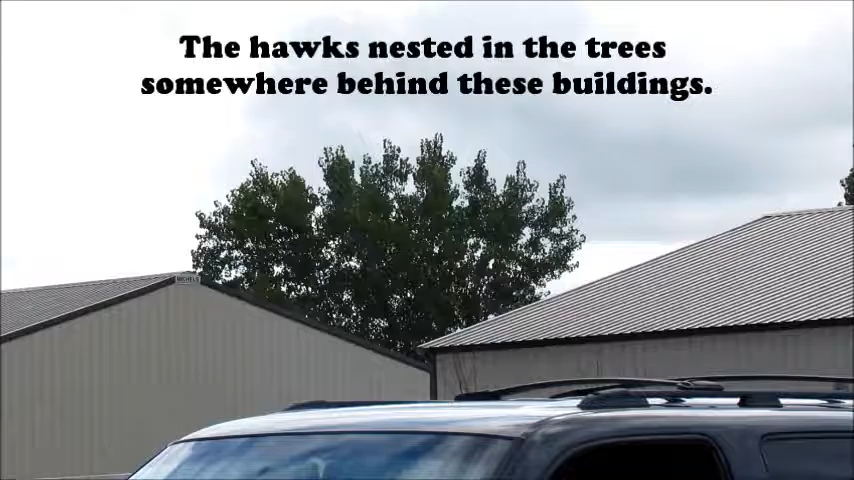 The hawks nested in the trees
somewhere behind these buildings.